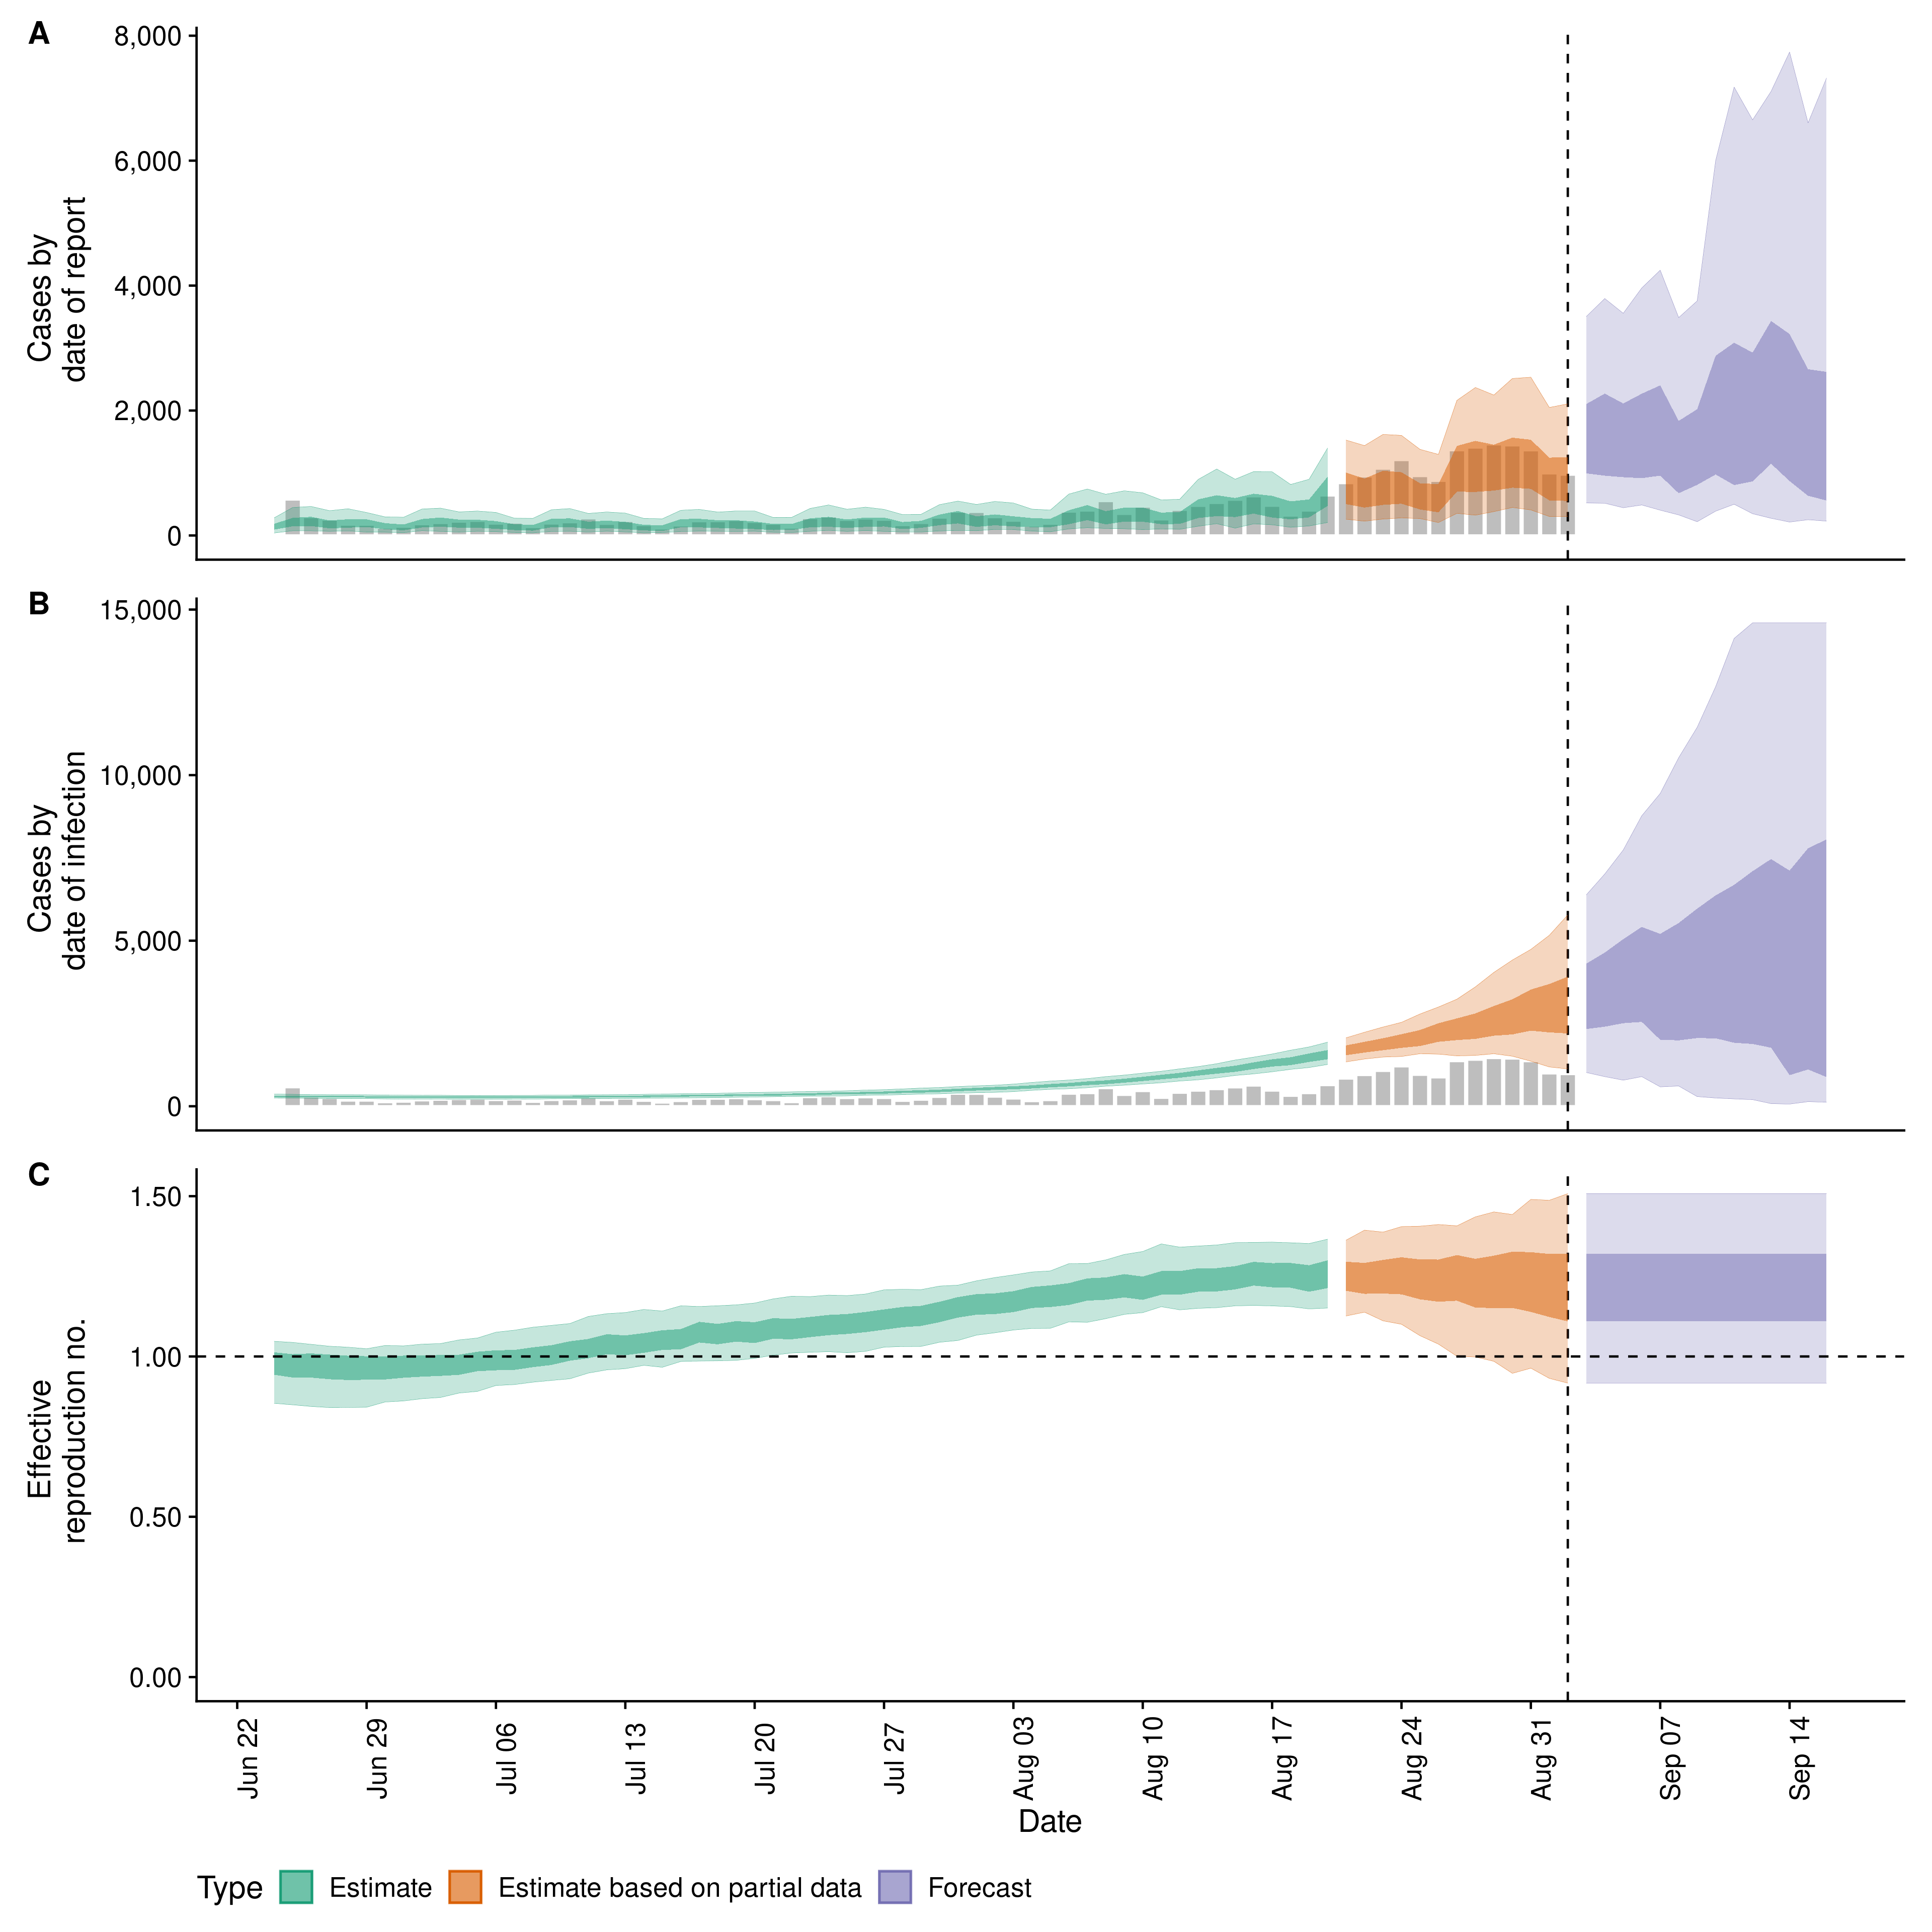 A
8,000
6,000
4,000
2,000
0
Cases by
date of report
B
15,000
10,000
5,000
0
Cases by
date of infection
C
1.50
1.00
0.50
0.00
Effective
reproduction no.
Jun 22
Jun 29
Jul 06
Jul 13
Jul 20
Jul 27
Aug 03
Aug 10
Aug 17
Aug 24
Aug 31
Sep 07
Sep 14
Date
Type Estimate Estimate based on partial data Forecast